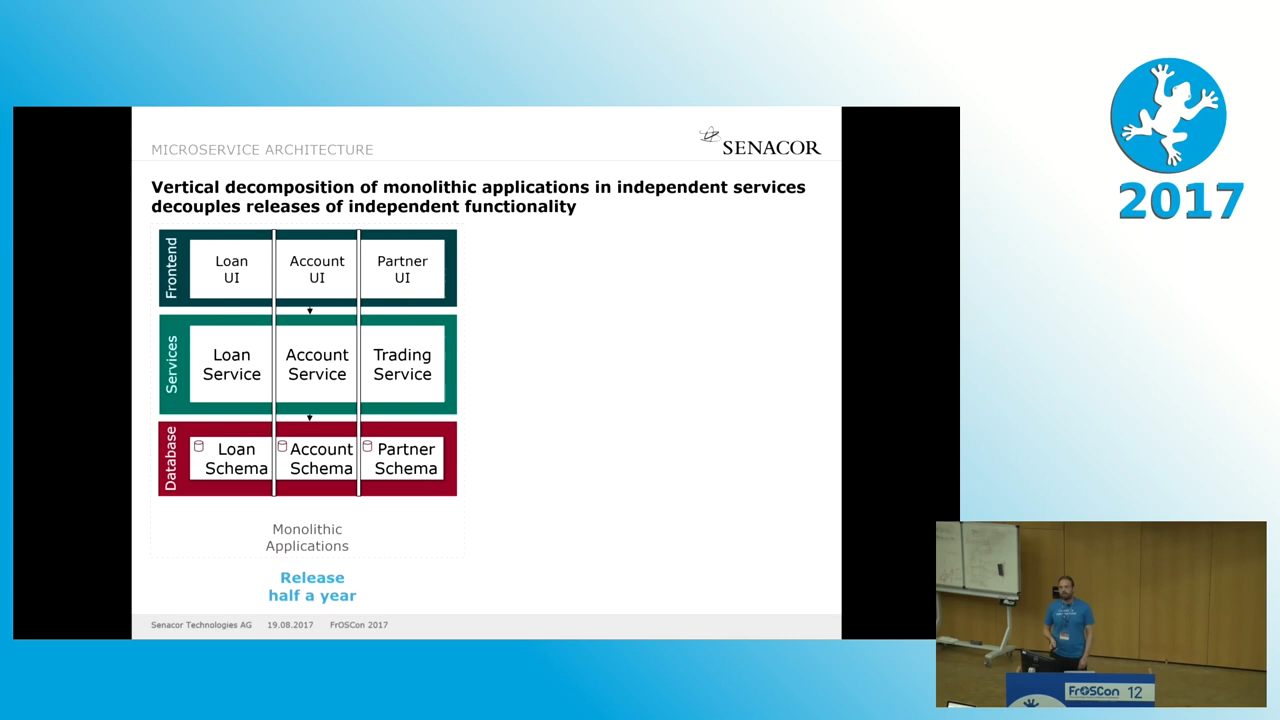 2017
MICROSERVICE ARCHITECTURE
SENACOR
Vertical decomposition of monolithic applications in independent services
decouples releases of independent functionality
Frontend
Loan
UI
Account
UI
Partner
UI
Services
Loan
Service
Account
Service
Trading
Service
Database
Loan
Schema
Account
Schema
Partner
Schema
Monolithic
Applications
Release
half a year
Senacor Technologies AG 19.08.2017 FrOSCon 2017
FrOSCon 12